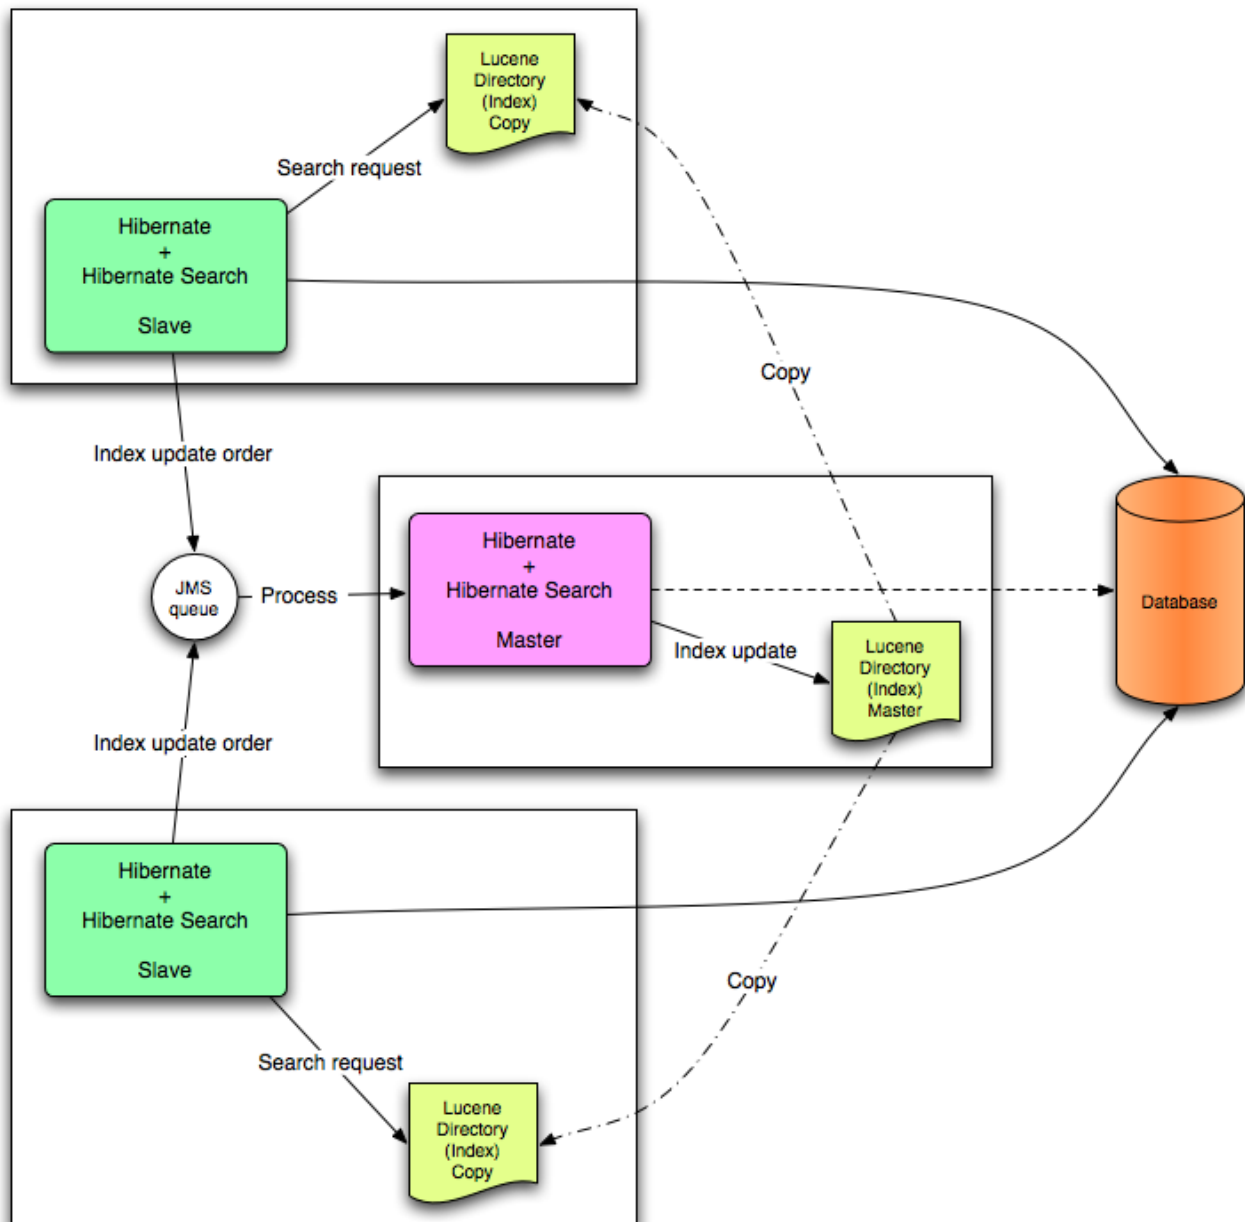 Lucene
Directory
(Index)
Copy
Search request
Hibernate
+
Hibernate Search
Slave
Copy
Index update order
Hibernate
+
Hibernate Search
Master
JMS
queue
Process
Database
Index update
Lucene
Directory
(Index)
Master
Index update order
Hibernate
+
Hibernate Search
Slave
Copy
Search request
Lucene
Directory
(Index)
Copy